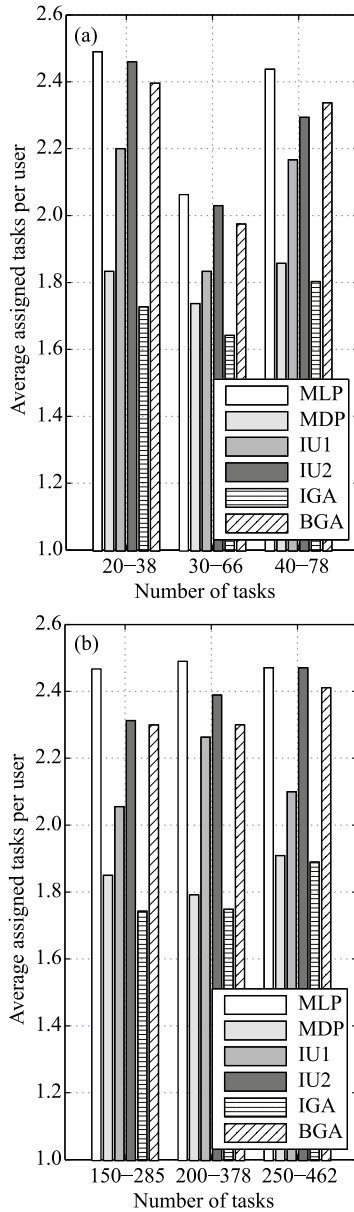 (a)
2.6
2.4
2.2
2.0
1.8
1.6
1.4
1.2
1.0
Average assigned tasks per user
MLP
MDP
IU1
IU2
IGA
BGA
20−38
30−66
40−78
Number of tasks
(b)
2.6
2.4
2.2
2.0
1.8
1.6
1.4
1.2
1.0
Average assigned tasks per user
MLP
MDP
IU1
IU2
IGA
BGA
150−285
200−378
250−462
Number of tasks